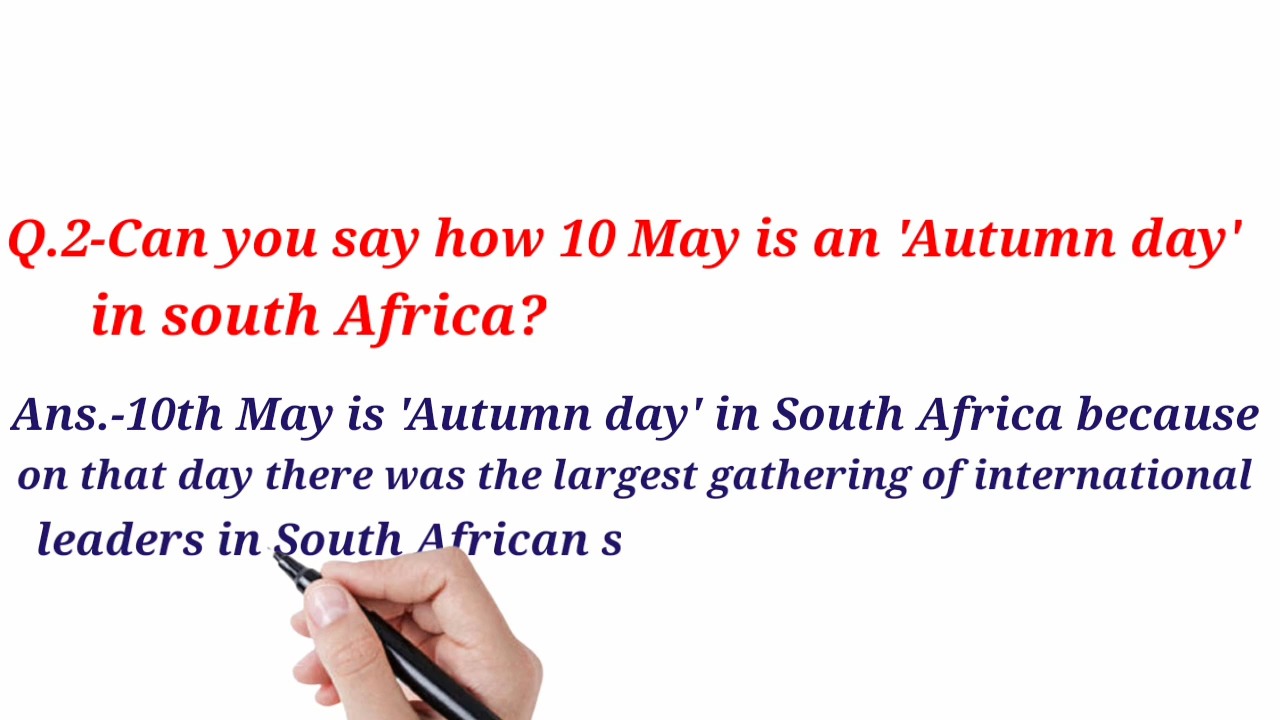 Q.2-Can you say how 10 May is an 'Autumn day'
in south Africa?
Ans.-10th May is 'Autumn day' in South Africa because
on that day there was the largest gathering of international
leaders in South African s